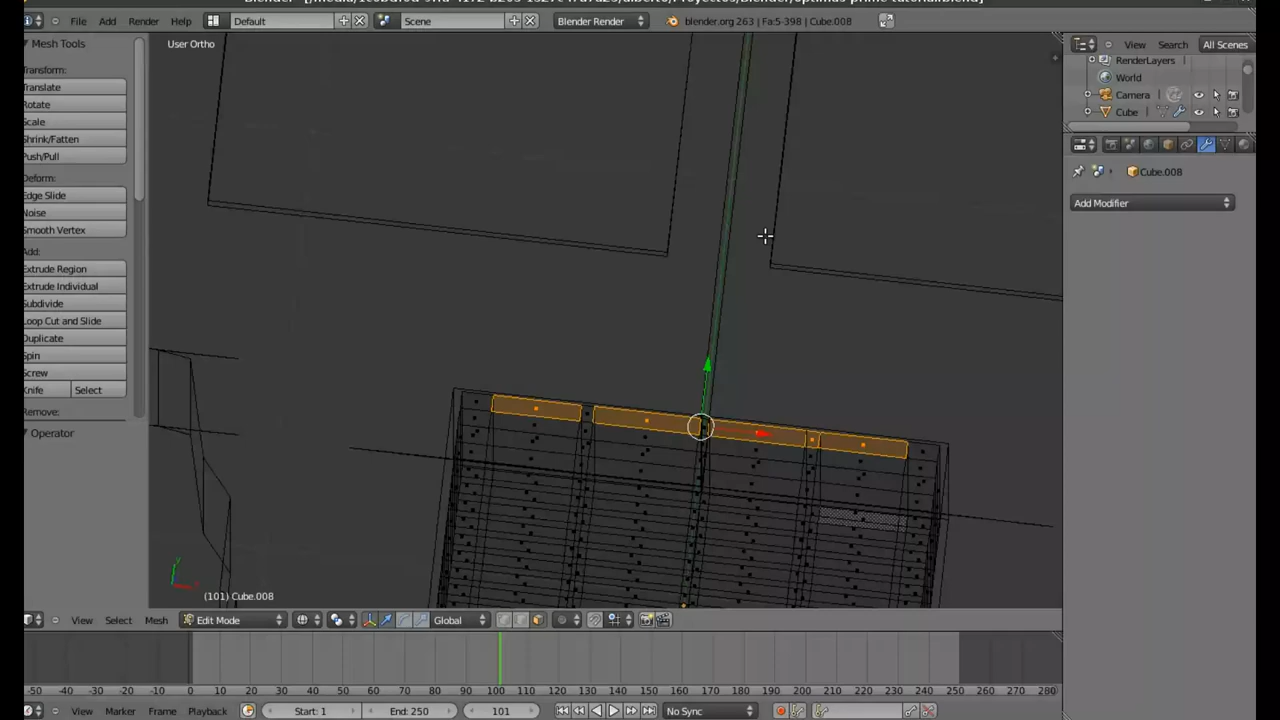 File Add Render Help Default Scene Blender Render blender.org 263 | Fa:5-398 | Cube.008
Mesh Tools
Transform:
Translate
Rotate
Scale
Shrink/Fatten
Push/Pull
Deform:
Edge Slide
Noise
Smooth Vertex
Add:
Extrude Region
Extrude Individual
Subdivide
Loop Cut and Slide
Duplicate
Spin
Screw
Knife Select
Remove:
Operator
User Ortho
(101) Cube.008
View Search All Scenes
RenderLayers
World
Camera
Cube
Cube.008
Add Modifier
View Select Mesh Edit Mode Global
-50 -40 -30 -20 -10 0 10 20 30 40 50 60 70 80 90 100 110 120 130 140 150 160 170 180 190 200 210 220 230 240 250 260 270 280
View Marker Frame Playback Start: 1 End: 250 101 No Sync